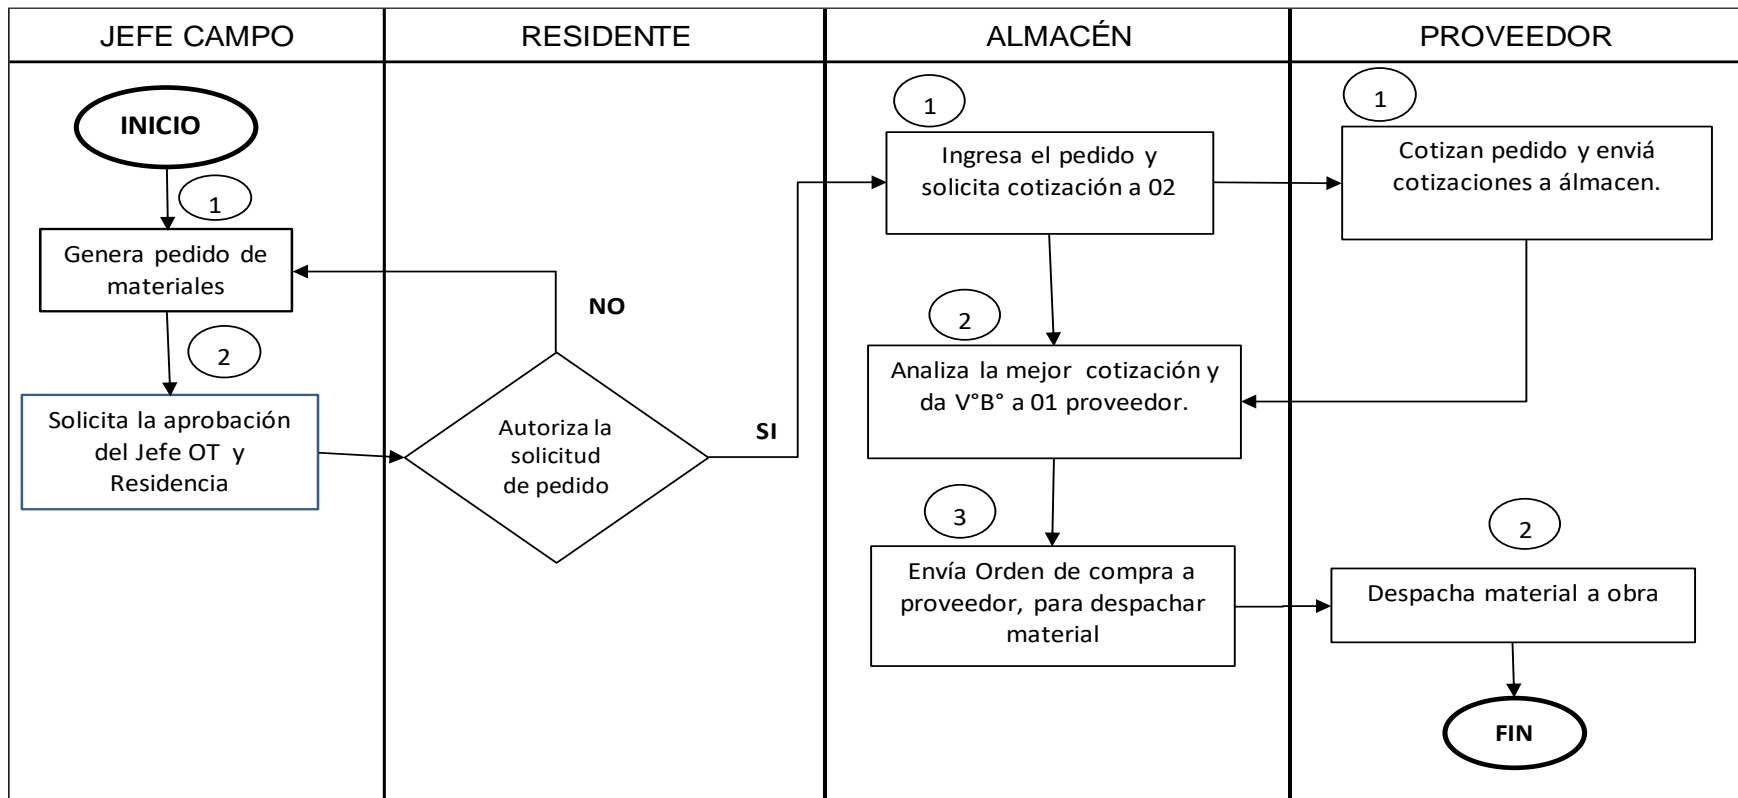 JEFE CAMPO
RESIDENTE
ALMACÉN
PROVEEDOR
INICIO
1
Genera pedido de
materiales
2
Solicita la aprobación
del Jefe OT y
Residencia
NO
Autoriza la
solicitud
de pedido
SI
1
Ingresa el pedido y
solicita cotización a 02
2
Analiza la mejor cotización y
da V°B° a 01 proveedor.
3
Envía Orden de compra a
proveedor, para despachar
material
1
Cotizan pedido y enviá
cotizaciones a álmacen.
2
Despacha material a obra
FIN